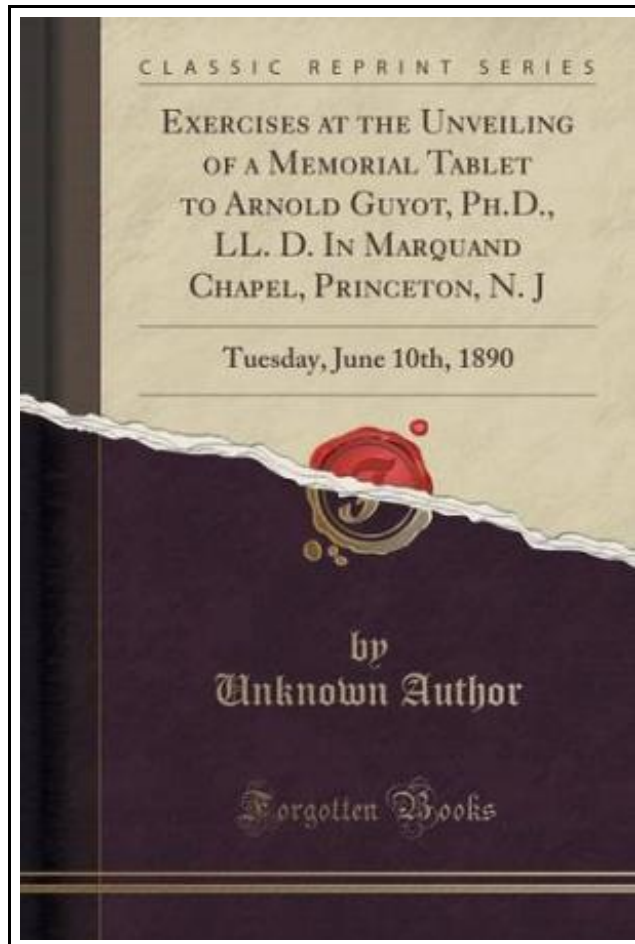 CLASSIC REPRINT SERIES
EXERCISES AT THE UNVEILING
OF A MEMORIAL TABLET
TO ARNOLD GUYOT, PH.D.,
LL. D. IN MARQUAND
CHAPEL, PRINCETON, N. J
Tuesday, June 10th, 1890
by
Unknown Author
Forgotten Books